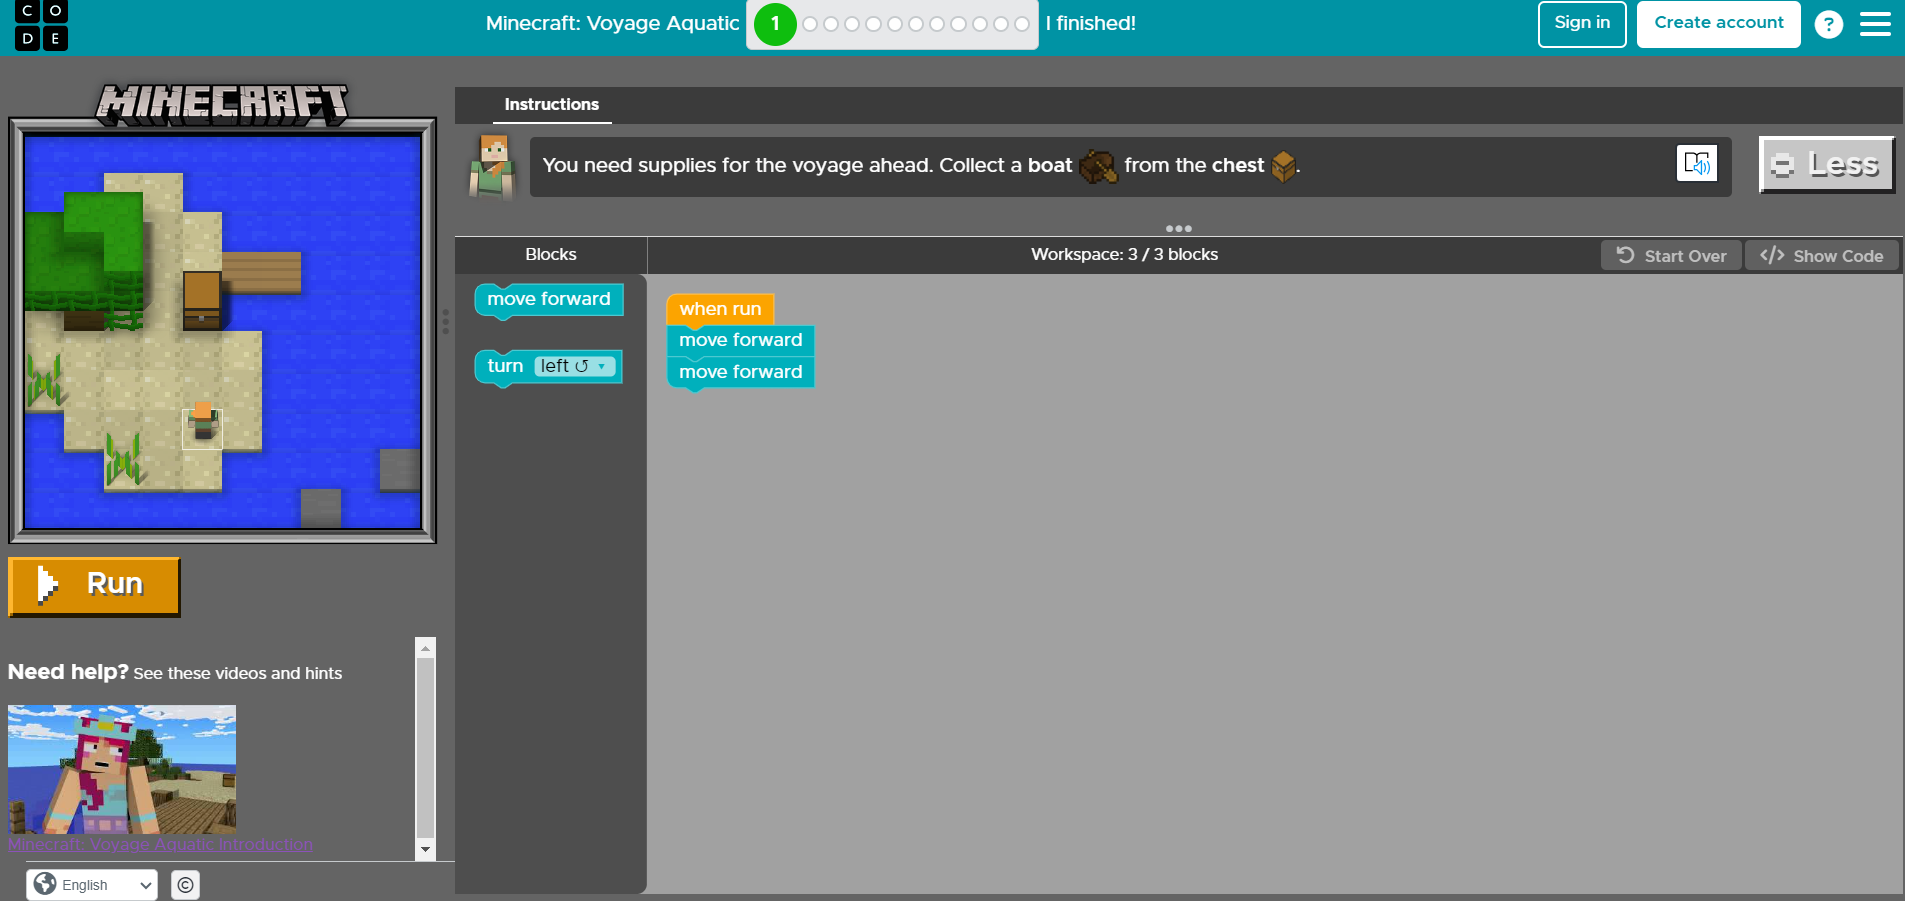 C O
D E
Minecraft: Voyage Aquatic
1
I finished!
Sign in
Create account
?
MINECRAFT
Instructions
You need supplies for the voyage ahead. Collect a boat from the chest .
Less
Blocks
Workspace: 3 / 3 blocks
Start Over
</> Show Code
move forward
turn left ↺
when run
move forward
move forward
Run
Need help? See these videos and hints
Minecraft: Voyage Aquatic Introduction
English
©